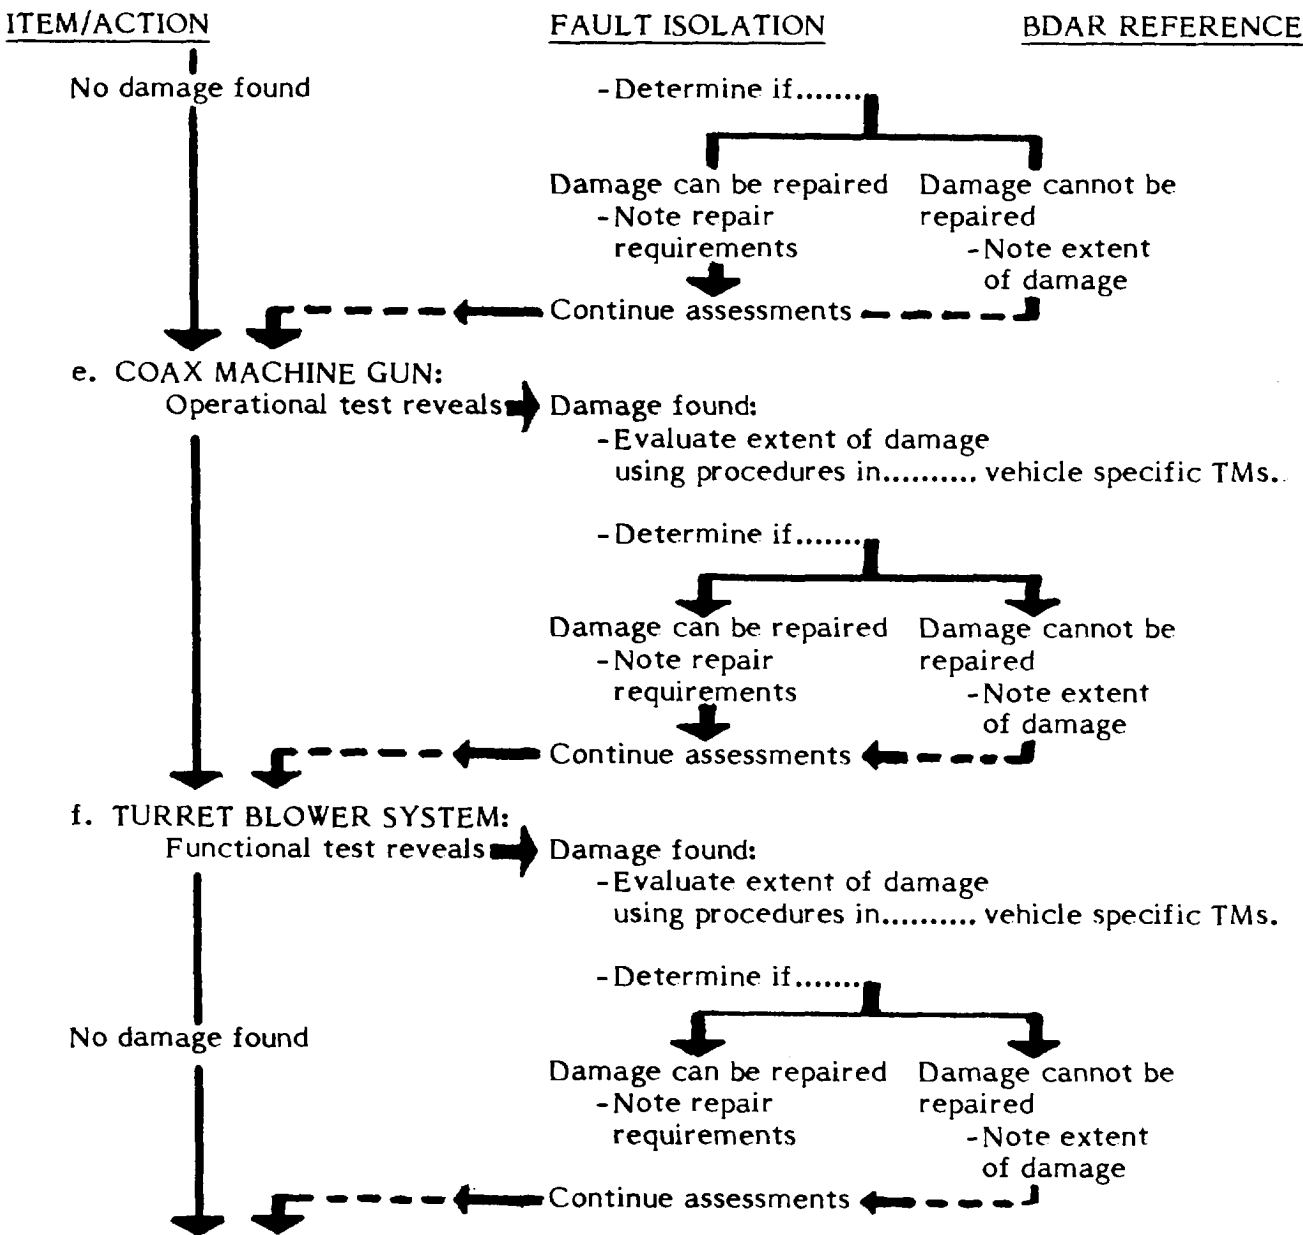 ITEM/ACTION FAULT ISOLATION BDAR REFERENCE
No damage found -Determine if........
Damage can be repaired Damage cannot be
-Note repair repaired
requirements -Note extent
of damage
Continue assessments
e. COAX MACHINE GUN:
Operational test reveals Damage found:
-Evaluate extent of damage
using procedures in.......... vehicle specific TMs.
-Determine if.......
Damage can be repaired Damage cannot be
-Note repair repaired
requirements -Note extent
of damage
Continue assessments
f. TURRET BLOWER SYSTEM:
Functional test reveals Damage found:
-Evaluate extent of damage
using procedures in.......... vehicle specific TMs.
-Determine if.......
No damage found
Damage can be repaired Damage cannot be
-Note repair repaired
requirements -Note extent
of damage
Continue assessments